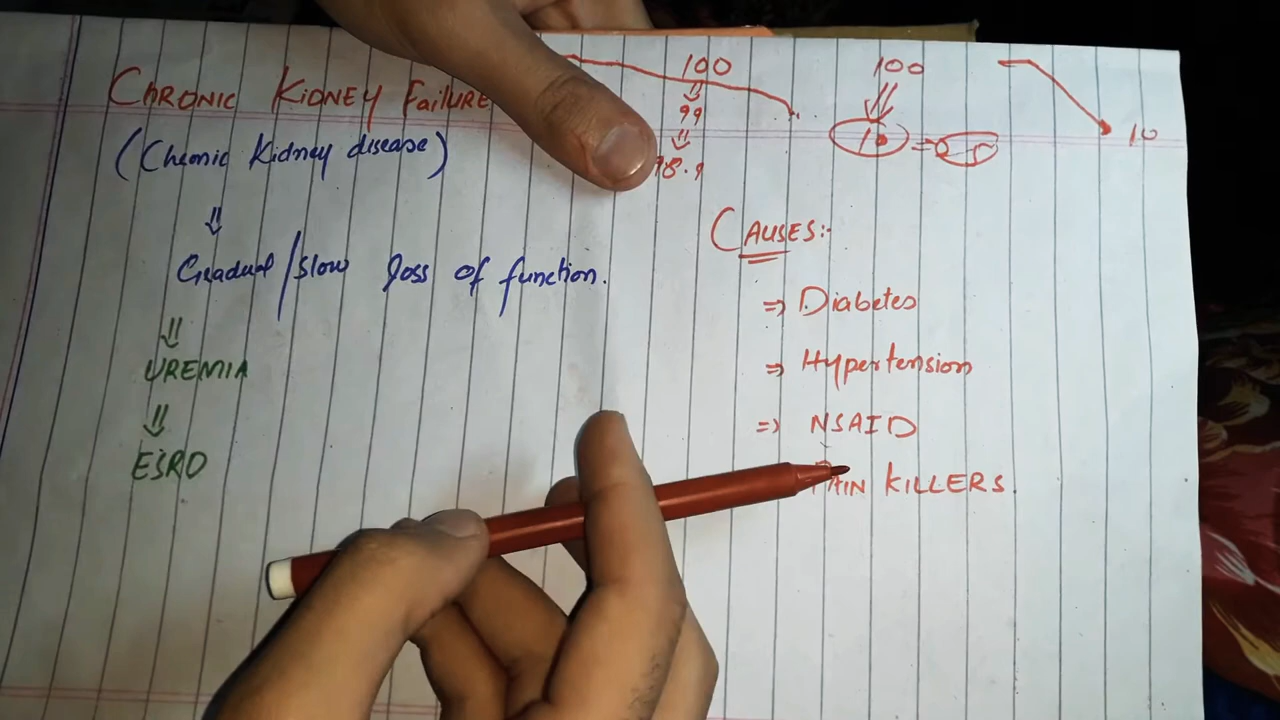 CHRONIC KIDNEY FAILURE
(Chronic Kidney disease)
⇓
Gradual/slow loss of function.
⇓
UREMIA
⇓
ESRD
100
⇓
99
⇓
98.9
100
10
10
CAUSES:-
⇒ Diabetes
⇒ Hypertension
⇒ NSAID
PAIN KILLERS